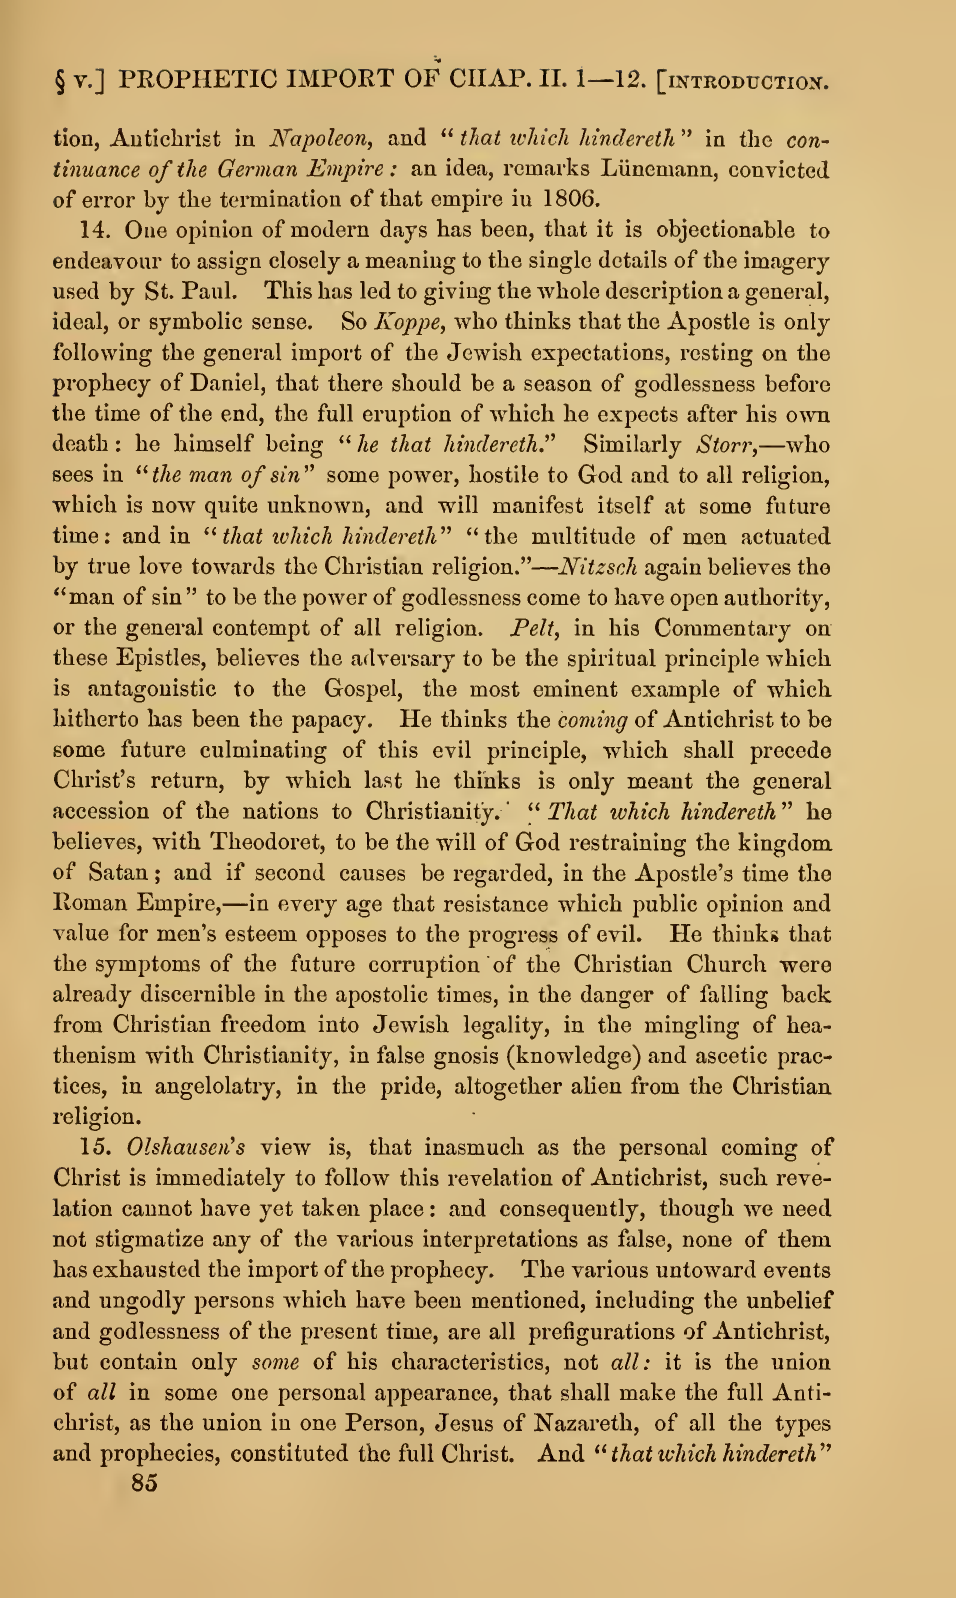 § v.] PROPHETIC IMPORT OF CHAP. II. 1—12. [INTRODUCTION.
tion, Antichrist in Napoleon, and “that which hindereth” in the con-
tinuance of the German Empire: an idea, remarks Lünemann, convicted
of error by the termination of that empire in 1806.
14. One opinion of modern days has been, that it is objectionable to
endeavour to assign closely a meaning to the single details of the imagery
used by St. Paul. This has led to giving the whole description a general,
ideal, or symbolic sense. So Koppe, who thinks that the Apostle is only
following the general import of the Jewish expectations, resting on the
prophecy of Daniel, that there should be a season of godlessness before
the time of the end, the full eruption of which he expects after his own
death: he himself being “he that hindereth.” Similarly Storr,—who
sees in “the man of sin” some power, hostile to God and to all religion,
which is now quite unknown, and will manifest itself at some future
time: and in “that which hindereth” “the multitude of men actuated
by true love towards the Christian religion.”—Nitzsch again believes the
“man of sin” to be the power of godlessness come to have open authority,
or the general contempt of all religion. Pelt, in his Commentary on
these Epistles, believes the adversary to be the spiritual principle which
is antagonistic to the Gospel, the most eminent example of which
hitherto has been the papacy. He thinks the coming of Antichrist to be
some future culminating of this evil principle, which shall precede
Christ’s return, by which last he thinks is only meant the general
accession of the nations to Christianity. “That which hindereth” he
believes, with Theodoret, to be the will of God restraining the kingdom
of Satan; and if second causes be regarded, in the Apostle’s time the
Roman Empire,—in every age that resistance which public opinion and
value for men’s esteem opposes to the progress of evil. He thinks that
the symptoms of the future corruption of the Christian Church were
already discernible in the apostolic times, in the danger of falling back
from Christian freedom into Jewish legality, in the mingling of hea-
thenism with Christianity, in false gnosis (knowledge) and ascetic prac-
tices, in angelolatry, in the pride, altogether alien from the Christian
religion.
15. Olshausen’s view is, that inasmuch as the personal coming of
Christ is immediately to follow this revelation of Antichrist, such reve-
lation cannot have yet taken place: and consequently, though we need
not stigmatize any of the various interpretations as false, none of them
has exhausted the import of the prophecy. The various untoward events
and ungodly persons which have been mentioned, including the unbelief
and godlessness of the present time, are all prefigurations of Antichrist,
but contain only some of his characteristics, not all: it is the union
of all in some one personal appearance, that shall make the full Anti-
christ, as the union in one Person, Jesus of Nazareth, of all the types
and prophecies, constituted the full Christ. And “that which hindereth”
85